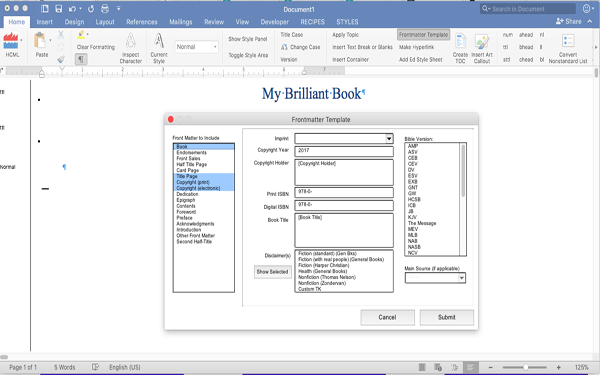 Document1
Search in Document
Home Insert Design Layout References Mailings Review View Developer RECIPES STYLES Share
HCML Paste Clear Formatting Inspect Character Current Style Normal Show Style Panel Toggle Style Area Title Case Change Case Version Apply Topic Insert Text Break or Blanks Insert Container Frontmatter Template Make Hyperlink Add Ed Style Sheet Create TOC Insert Art Callout num ahead nl ttl bl nl stl bl Convert Nonstandard List
My·Brilliant·Book¶
Normal ¶
Frontmatter Template
Front Matter to Include
Book
Endorsements
Front Sales
Half Title Page
Card Page
Title Page
Copyright (print)
Copyright (electronic)
Dedication
Epigraph
Contents
Foreword
Preface
Acknowledgments
Introduction
Other Front Matter
Second Half-Title
Imprint
Copyright Year 2017
Copyright Holder [Copyright Holder]
Print ISBN 978-0-
Digital ISBN 978-0-
Book Title [Book Title]
Disclaimer(s)
Show Selected
Fiction (standard) (Gen Bks)
Fiction (with real people) (General Books)
Fiction (Harper Christian)
Health (General Books)
Nonfiction (Thomas Nelson)
Nonfiction (Zondervan)
Custom TK
Bible Version:
AMP
ASV
CEB
CEV
DV
ESV
EXB
GNT
GW
HCSB
ICB
JB
KJV
The Message
MEV
MLB
NAB
NASB
NCV
Main Source (if applicable)
Cancel Submit
Page 1 of 1 5 Words English (US) 125%